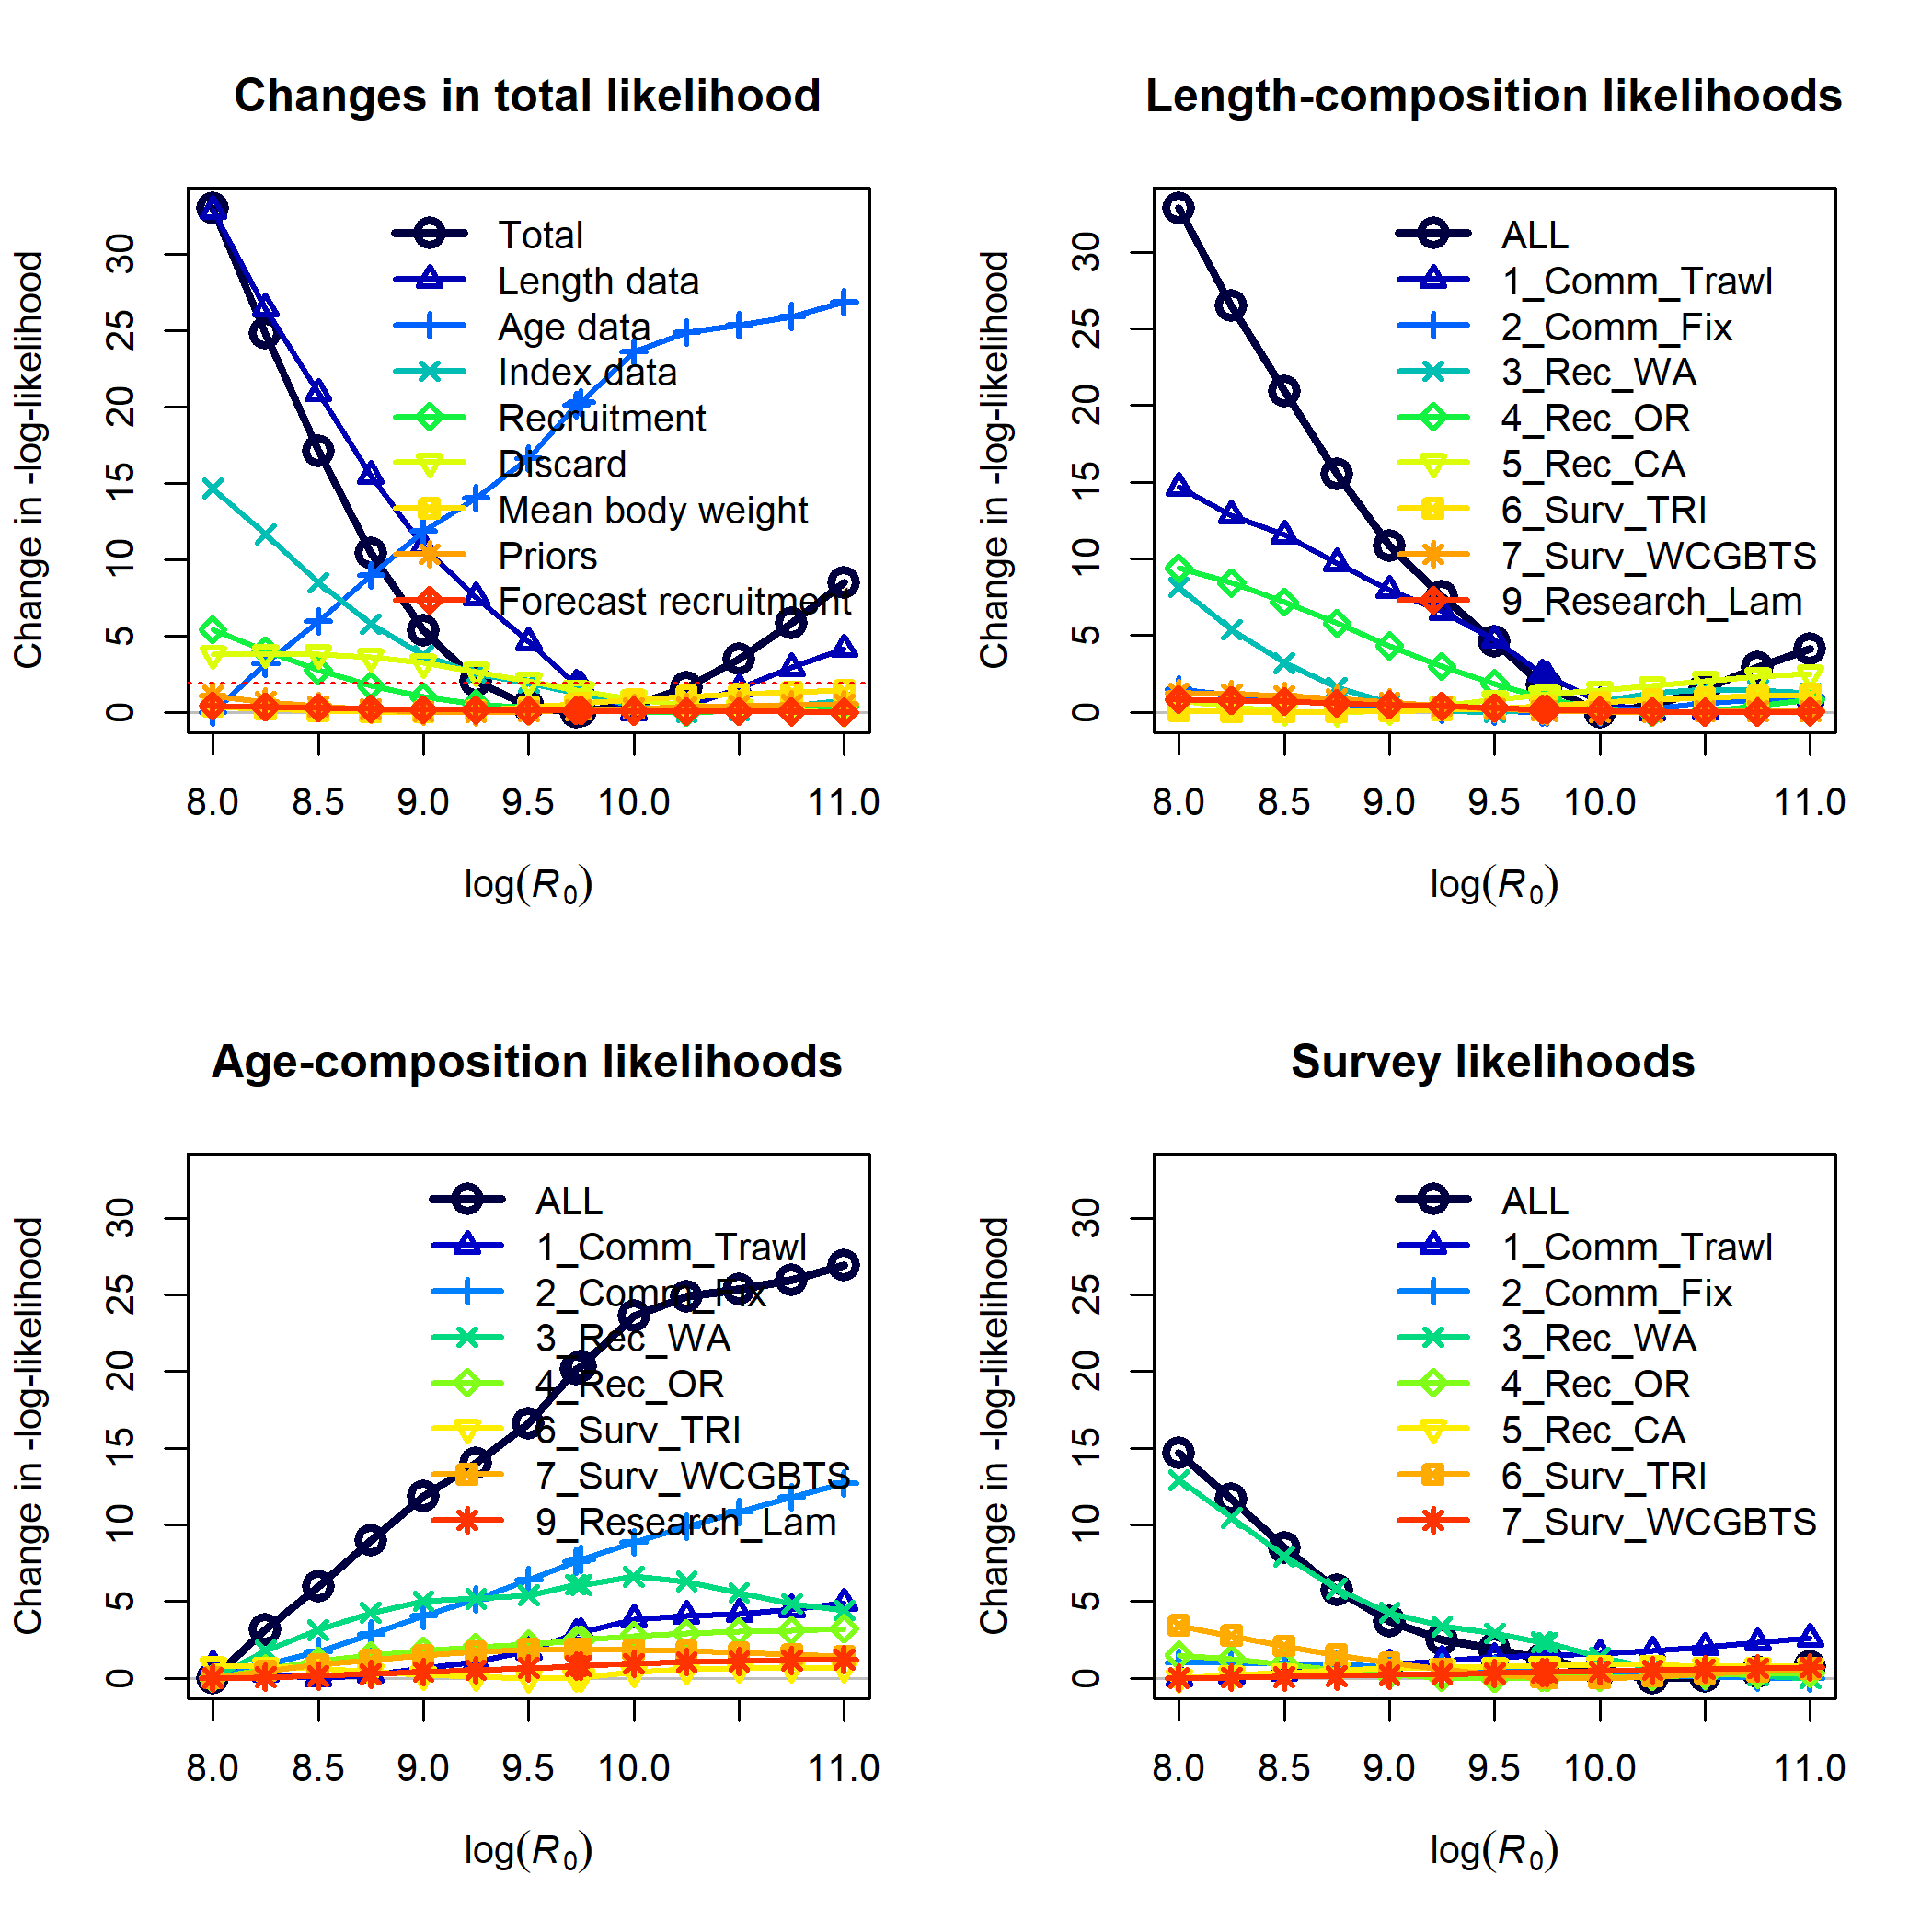 Changes in total likelihood
Change in -log-likelihood
0 5 10 15 20 25 30
Total
Length data
Age data
Index data
Recruitment
Discard
Mean body weight
Priors
Forecast recruitment
8.0 8.5 9.0 9.5 10.0 11.0
log(R0)
Length-composition likelihoods
Change in -log-likelihood
0 5 10 15 20 25 30
ALL
1_Comm_Trawl
2_Comm_Fix
3_Rec_WA
4_Rec_OR
5_Rec_CA
6_Surv_TRI
7_Surv_WCGBTS
9_Research_Lam
8.0 8.5 9.0 9.5 10.0 11.0
log(R0)
Age-composition likelihoods
Change in -log-likelihood
0 5 10 15 20 25 30
ALL
1_Comm_Trawl
2_Comm_Fix
3_Rec_WA
4_Rec_OR
6_Surv_TRI
7_Surv_WCGBTS
9_Research_Lam
8.0 8.5 9.0 9.5 10.0 11.0
log(R0)
Survey likelihoods
Change in -log-likelihood
0 5 10 15 20 25 30
ALL
1_Comm_Trawl
2_Comm_Fix
3_Rec_WA
4_Rec_OR
5_Rec_CA
6_Surv_TRI
7_Surv_WCGBTS
8.0 8.5 9.0 9.5 10.0 11.0
log(R0)